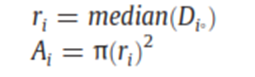 rᵢ = median(Dᵢ∘)
Aᵢ = π(rᵢ)²